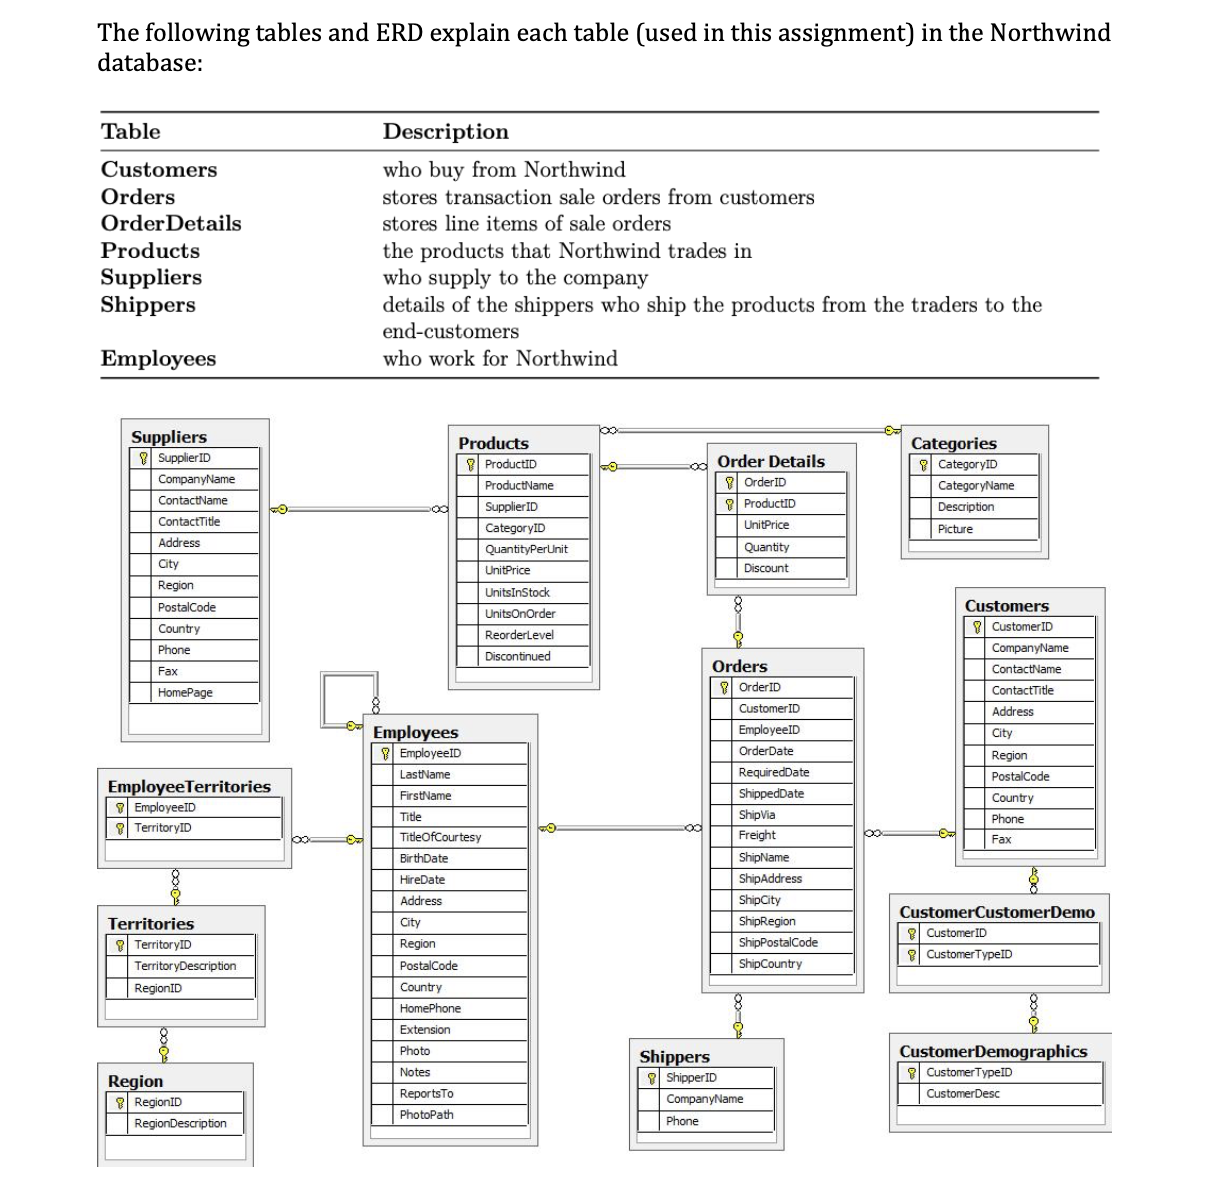 The following tables and ERD explain each table (used in this assignment) in the Northwind
database:
Table Description
Customers who buy from Northwind
Orders stores transaction sale orders from customers
OrderDetails stores line items of sale orders
Products the products that Northwind trades in
Suppliers who supply to the company
Shippers details of the shippers who ship the products from the traders to the
end-customers
Employees who work for Northwind
Suppliers
SupplierID
CompanyName
ContactName
ContactTitle
Address
City
Region
PostalCode
Country
Phone
Fax
HomePage
Products
ProductID
ProductName
SupplierID
CategoryID
QuantityPerUnit
UnitPrice
UnitsInStock
UnitsOnOrder
ReorderLevel
Discontinued
Order Details
OrderID
ProductID
UnitPrice
Quantity
Discount
Categories
CategoryID
CategoryName
Description
Picture
Customers
CustomerID
CompanyName
ContactName
ContactTitle
Address
City
Region
PostalCode
Country
Phone
Fax
Orders
OrderID
CustomerID
EmployeeID
OrderDate
RequiredDate
ShippedDate
ShipVia
Freight
ShipName
ShipAddress
ShipCity
ShipRegion
ShipPostalCode
ShipCountry
Employees
EmployeeID
LastName
FirstName
Title
TitleOfCourtesy
BirthDate
HireDate
Address
City
Region
PostalCode
Country
HomePhone
Extension
Photo
Notes
ReportsTo
PhotoPath
EmployeeTerritories
EmployeeID
TerritoryID
Territories
TerritoryID
TerritoryDescription
RegionID
Region
RegionID
RegionDescription
Shippers
ShipperID
CompanyName
Phone
CustomerCustomerDemo
CustomerID
CustomerTypeID
CustomerDemographics
CustomerTypeID
CustomerDesc